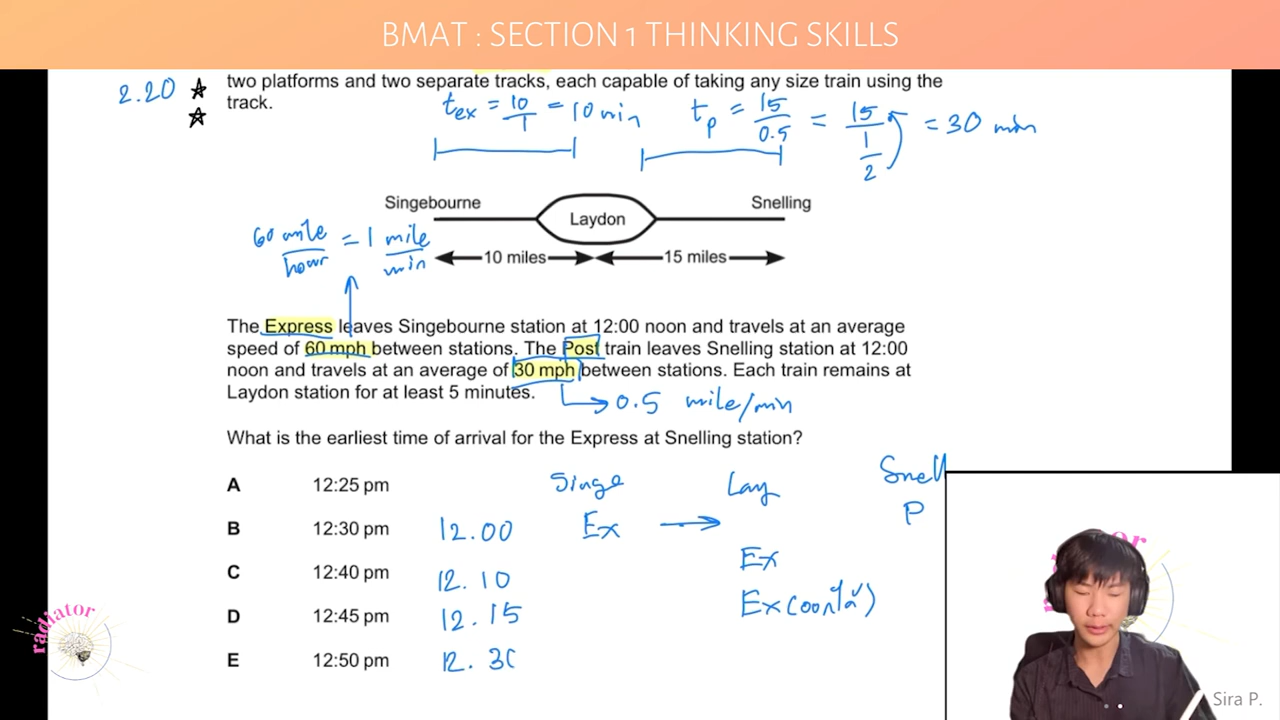 BMAT : SECTION 1 THINKING SKILLS
2.20
two platforms and two separate tracks, each capable of taking any size train using the
track.
t_ex = 10/1 = 10 min
t_p = 15/0.5 = 15/(1/2) = 30 min
Singebourne
Snelling
Laydon
60 mile/hour = 1 mile/min
10 miles
15 miles
The Express leaves Singebourne station at 12:00 noon and travels at an average
speed of 60 mph between stations. The Post train leaves Snelling station at 12:00
noon and travels at an average of 30 mph between stations. Each train remains at
Laydon station for at least 5 minutes.
0.5 mile/min
What is the earliest time of arrival for the Express at Snelling station?
Singe Lay Snell
A 12:25 pm
B 12:30 pm
C 12:40 pm
D 12:45 pm
E 12:50 pm
12.00 Ex P
12.10 Ex
12.15 Ex (ออกได้)
12.30
radiator
radiator
Sira P.